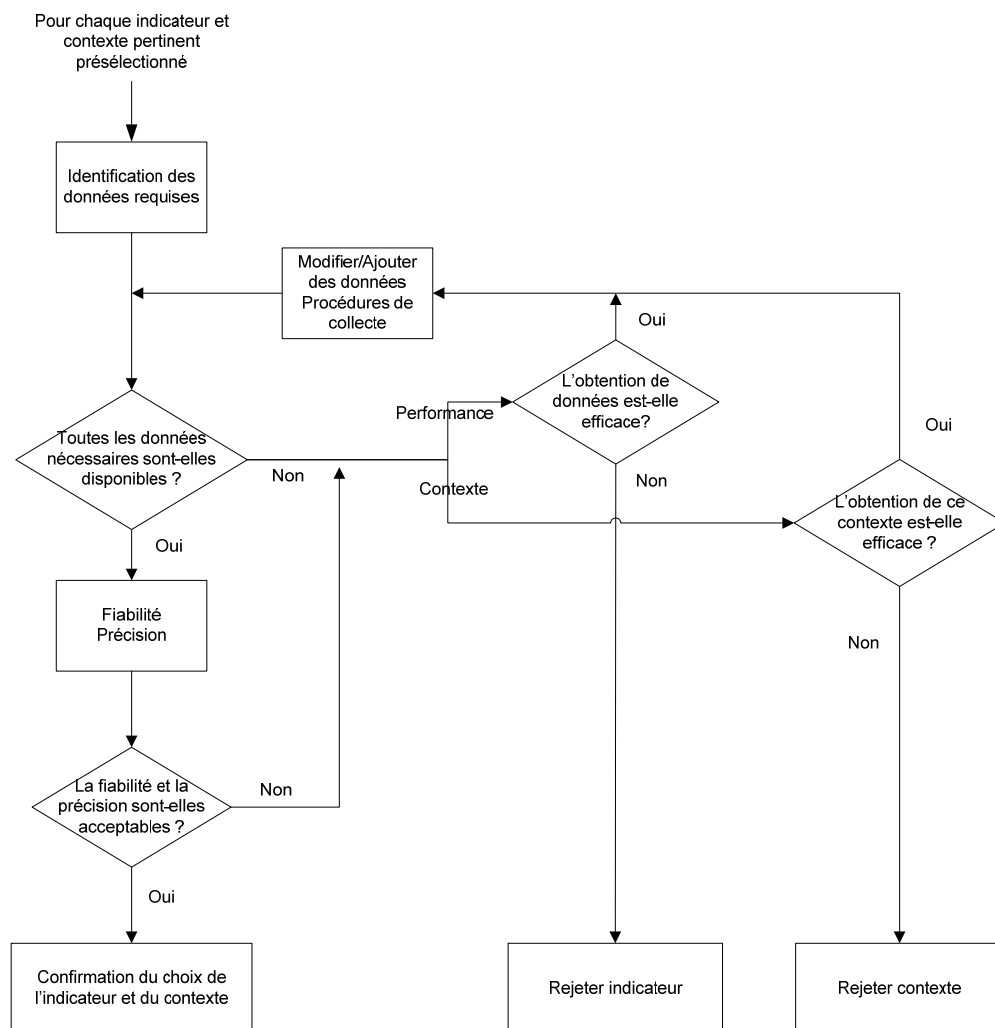 Pour chaque indicateur et
contexte pertinent
présélectionné
Identification des
données requises
Modifier/Ajouter
des données
Procédures de
collecte
Oui
L'obtention de
données est-elle
efficace?
Performance
Oui
Toutes les données
nécessaires sont-elles
disponibles ?
Non
Contexte
Non
L'obtention de ce
contexte est-elle
efficace ?
Oui
Fiabilité
Précision
Non
La fiabilité et la
précision sont-elles
acceptables ?
Non
Oui
Confirmation du choix de
l'indicateur et du contexte
Rejeter indicateur
Rejeter contexte